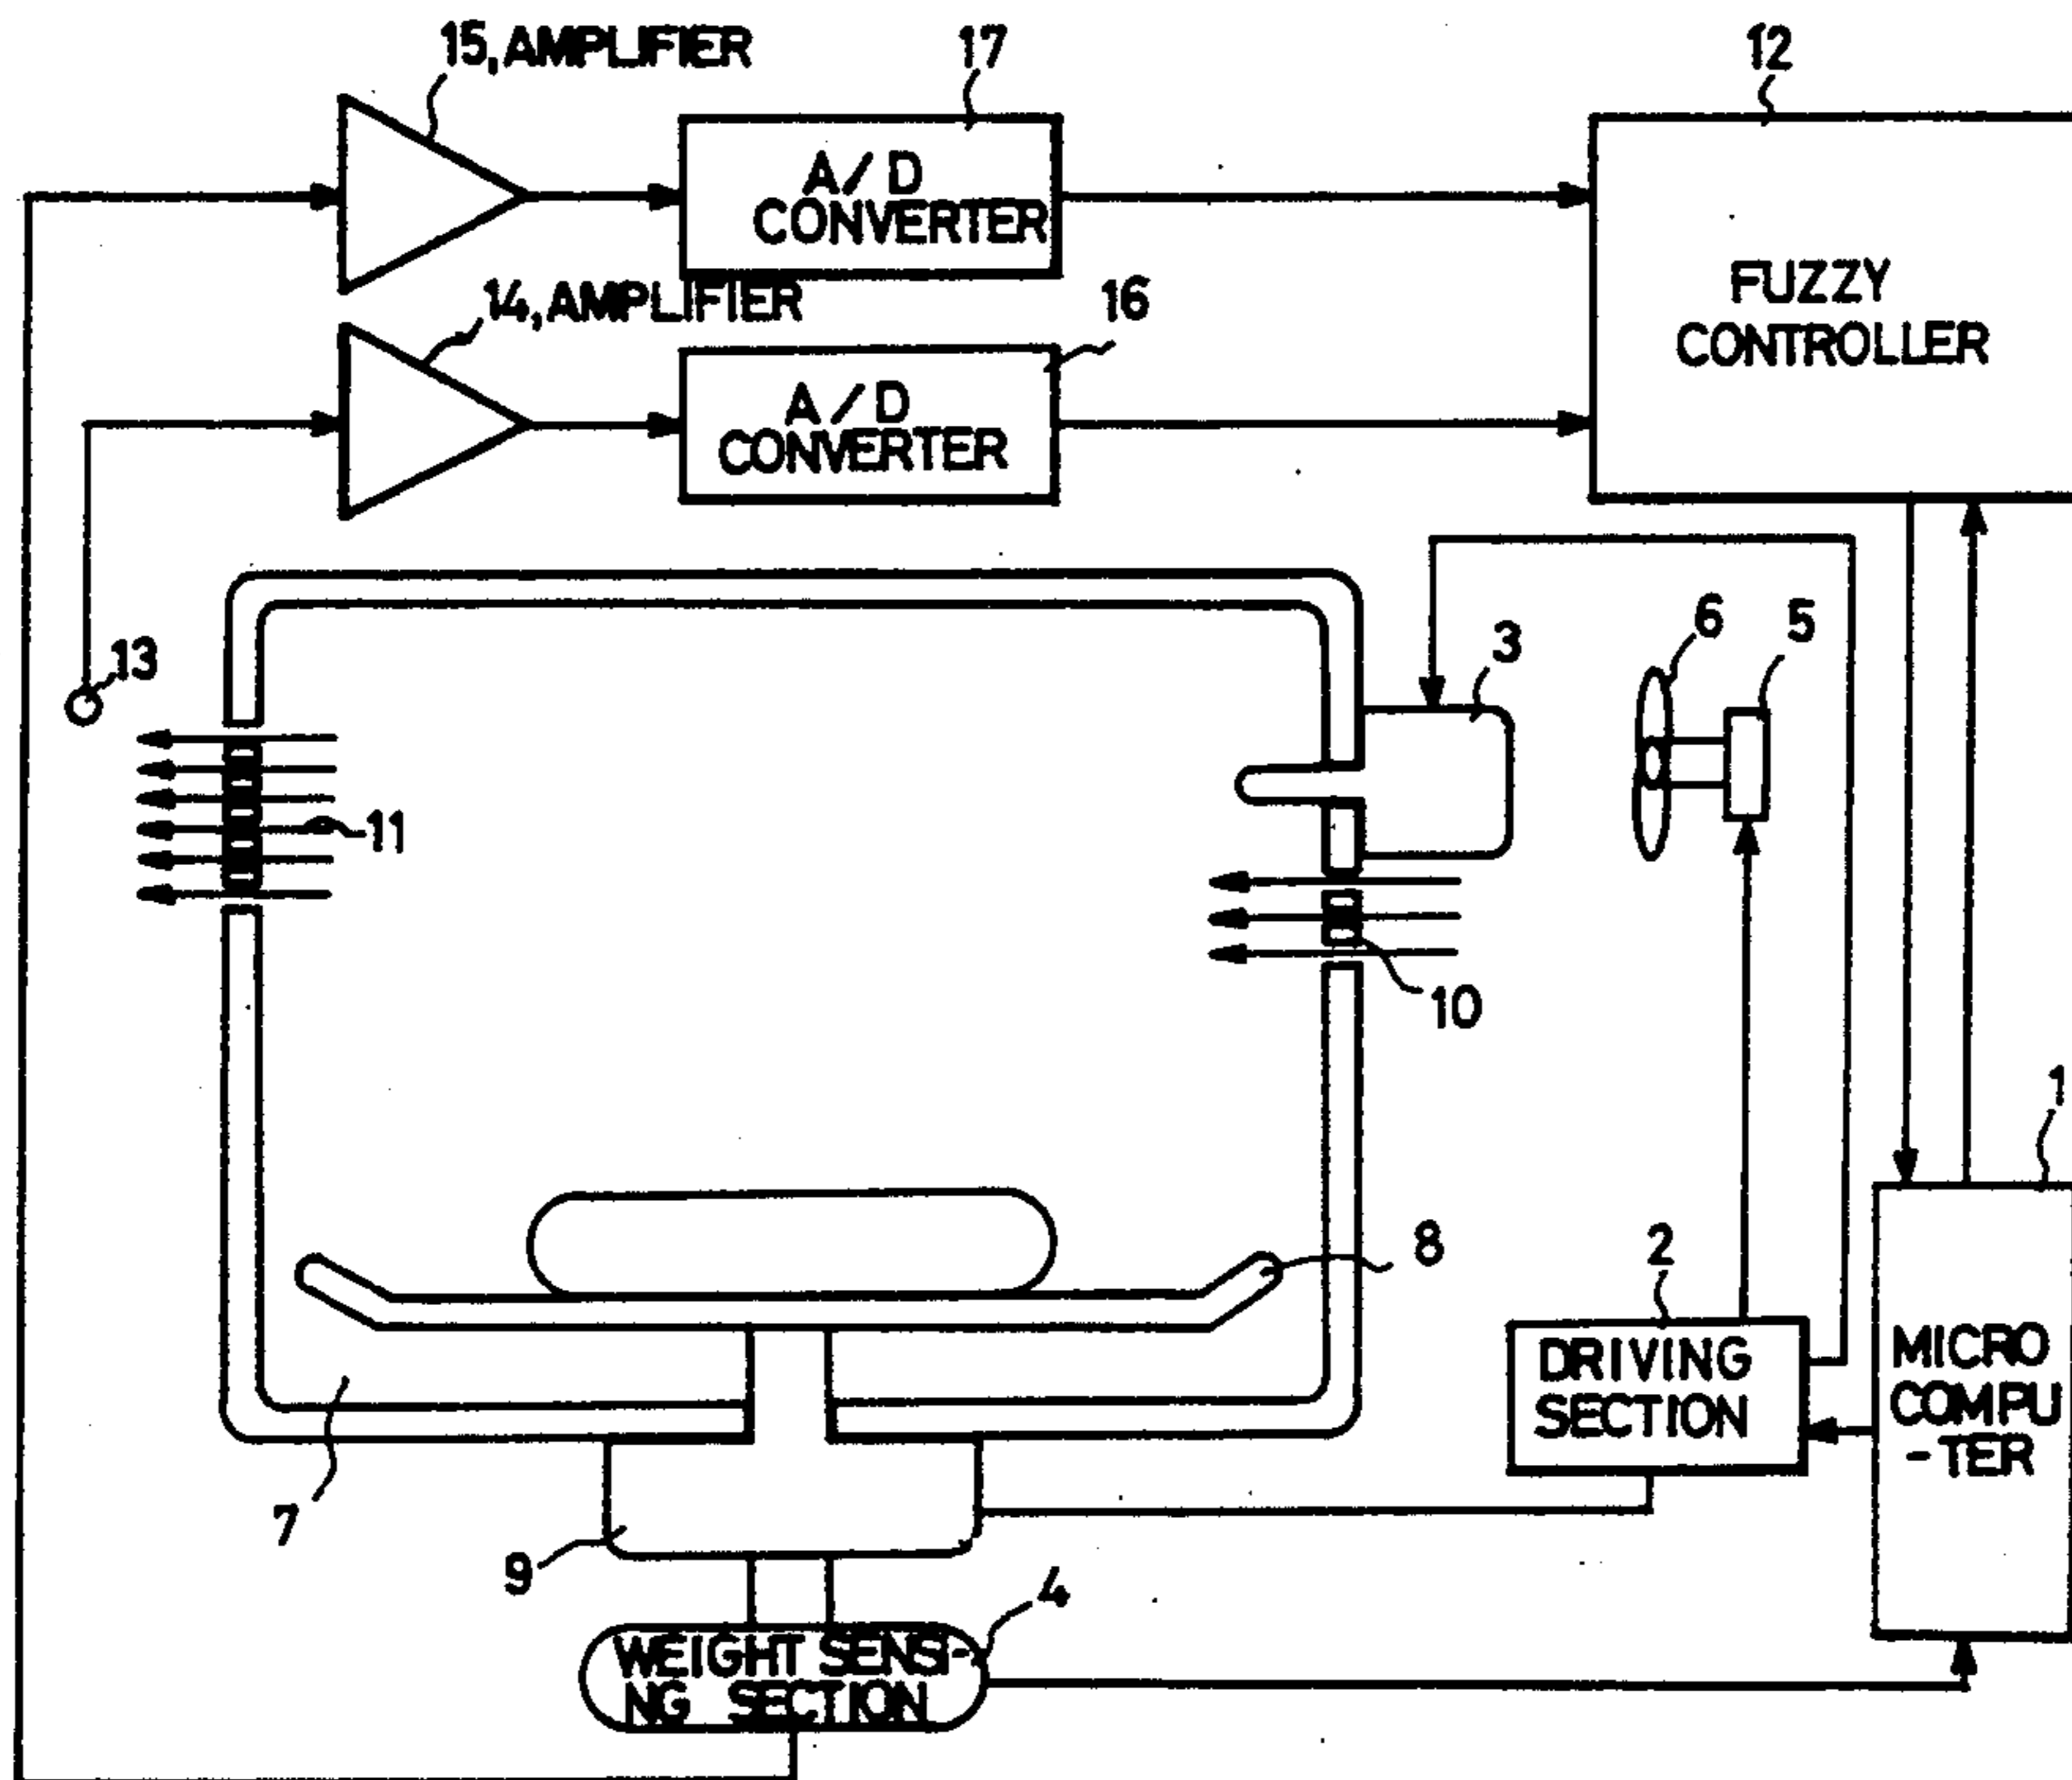 15, AMPLIFIER
17
12
A/D
CONVERTER
14, AMPLIFIER
16
FUZZY
CONTROLLER
A/D
CONVERTER
13
3
6
5
11
10
1
8
2
DRIVING
SECTION
MICRO
COMPU
-TER
7
9
4
WEIGHT SENSI-
NG SECTION